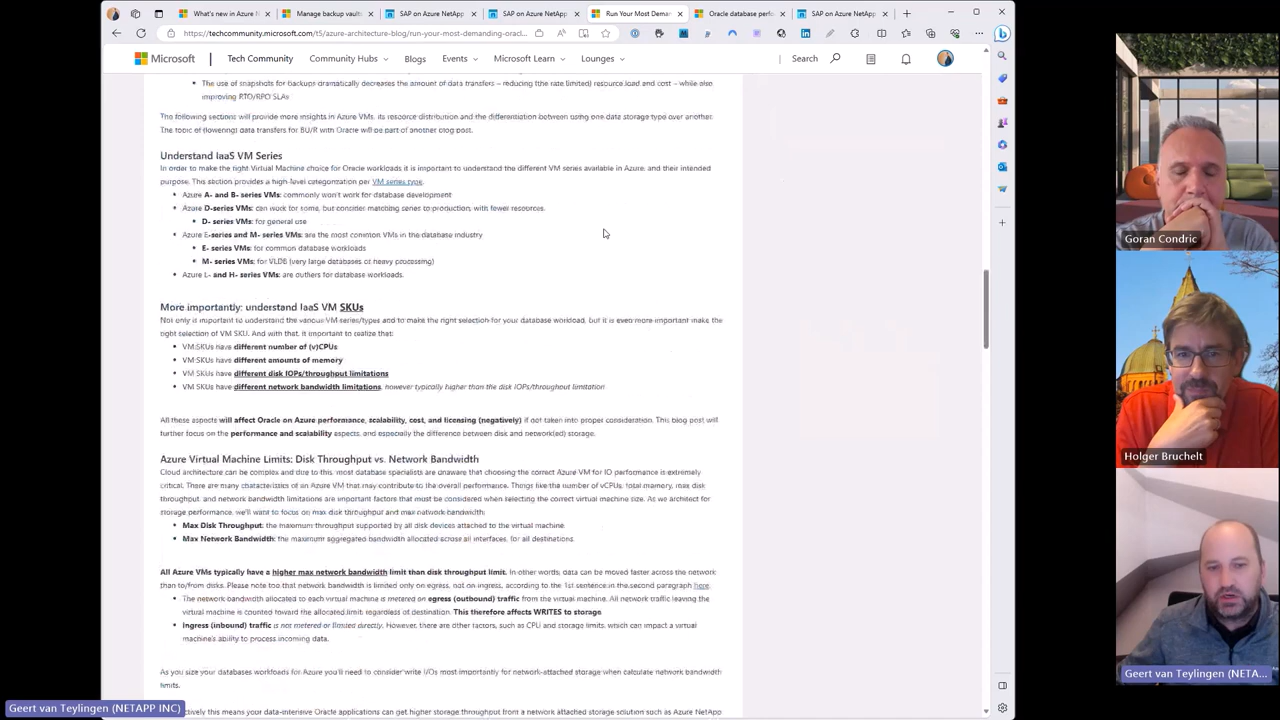 What's new in Azure N
Manage backup vault
SAP on Azure NetApp
SAP on Azure NetApp
Run Your Most Deman
Oracle database perf
SAP on Azure NetApp
https://techcommunity.microsoft.com/t5/azure-architecture-blog/run-your-most-demanding-orac...
Microsoft
Tech Community
Community Hubs
Blogs
Events
Microsoft Learn
Lounges
Search
The use of snapshots for backups dramatically decreases the amount of data transfers – reducing (the rate limited) resource load and cost – while also
improving RTO/RPO SLAs
The following sections will provide more insights in Azure VMs, its resource distribution and the differentiation between using one data storage type over another.
The topic of (lowering) data transfers for BU/R with Oracle will be part of another blog post.
Understand IaaS VM Series
In order to make the right Virtual Machine choice for Oracle workloads it is important to understand the different VM series available in Azure, and their intended
purpose. This section provides a high-level categorization per VM series type.
Azure A- and B- series VMs: commonly won't work for database development
Azure D-series VMs: can work for some, but consider matching series to production, with fewer resources.
D- series VMs: for general use
Azure E-series and M- series VMs: are the most common VMs in the database industry
E- series VMs: for common database workloads
M- series VMs: for VLDB (very large databases or heavy processing)
Azure L- and H- series VMs: are outliers for database workloads.
More importantly: understand IaaS VM SKUs
Not only is important to understand the various VM series/types and to make the right selection for your database workload, but it is even more important make the
right selection of VM SKU. And with that, it important to realize that:
VM SKUs have different number of (v)CPUs
VM SKUs have different amounts of memory
VM SKUs have different disk IOPs/throughput limitations
VM SKUs have different network bandwidth limitations, however typically higher than the disk IOPs/throughput limitation
All these aspects will affect Oracle on Azure performance, scalability, cost, and licensing (negatively) if not taken into proper consideration. This blog post will
further focus on the performance and scalability aspects, and especially the difference between disk and network(ed) storage.
Azure Virtual Machine Limits: Disk Throughput vs. Network Bandwidth
Cloud architecture can be complex and due to this, most database specialists are unaware that choosing the correct Azure VM for IO performance is extremely
critical. There are many characteristics of an Azure VM that may contribute to the overall performance. Things like the number of vCPUs, total memory, max disk
throughput, and network bandwidth limitations are important factors that must be considered when selecting the correct virtual machine size. As we architect for
storage performance, we'll want to focus on max disk throughput and max network bandwidth:
Max Disk Throughput: the maximum throughput supported by all disk devices attached to the virtual machine.
Max Network Bandwidth: the maximum aggregated bandwidth allocated across all interfaces, for all destinations.
All Azure VMs typically have a higher max network bandwidth limit than disk throughput limit. In other words: data can be moved faster across the network
than to/from disks. Please note too that network bandwidth is limited only on egress, not on ingress, according to the 1st sentence in the second paragraph here.
The network bandwidth allocated to each virtual machine is metered on egress (outbound) traffic from the virtual machine. All network traffic leaving the
virtual machine is counted toward the allocated limit, regardless of destination. This therefore affects WRITES to storage.
Ingress (inbound) traffic is not metered or limited directly. However, there are other factors, such as CPU and storage limits, which can impact a virtual
machine's ability to process incoming data.
As you size your databases workloads for Azure you'll need to consider write I/Os most importantly for network-attached storage when calculate network bandwidth
limits.
ectively this means your data-intensive Oracle applications can get higher storage throughput from a network attached storage solution such as Azure NetApp
Geert van Teylingen (NETAPP INC)
Goran Condric
Holger Bruchelt
Geert van Teylingen (NETA...